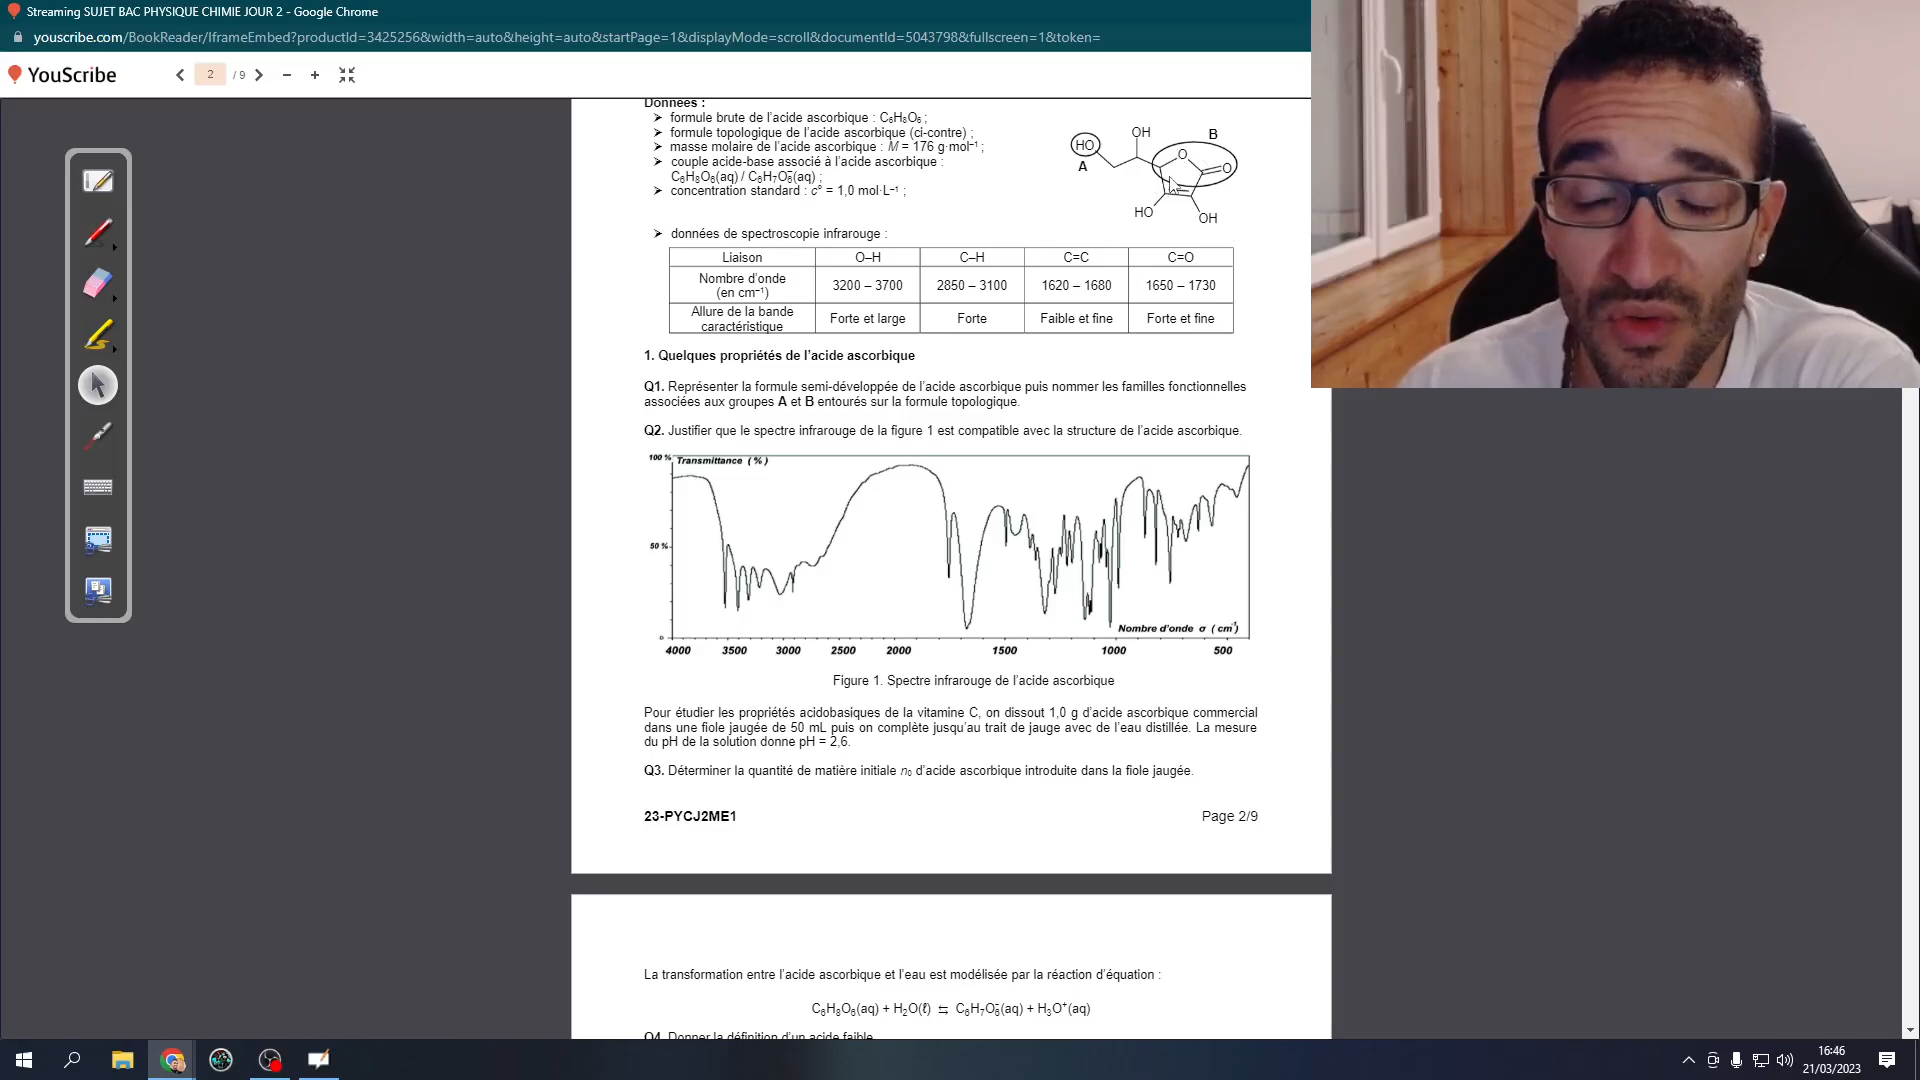 Streaming SUJET BAC PHYSIQUE CHIMIE JOUR 2 - Google Chrome
youscribe.com/BookReader/IframeEmbed?productId=3425256&width=auto&height=auto&startPage=1&displayMode=scroll&documentId=5043798&fullscreen=1&token=
YouScribe
2 / 9
Données :
➢ formule brute de l'acide ascorbique : C₆H₈O₆ ;
➢ formule topologique de l'acide ascorbique (ci-contre) ;
➢ masse molaire de l'acide ascorbique : M = 176 g·mol⁻¹ ;
➢ couple acide-base associé à l'acide ascorbique :
C₆H₈O₆(aq) / C₆H₇O₆⁻(aq) ;
➢ concentration standard : c° = 1,0 mol·L⁻¹ ;
OH B
HO O
A O
HO OH
➢ données de spectroscopie infrarouge :
Liaison O–H C–H C=C C=O
Nombre d'onde
(en cm⁻¹) 3200 – 3700 2850 – 3100 1620 – 1680 1650 – 1730
Allure de la bande
caractéristique Forte et large Forte Faible et fine Forte et fine
1. Quelques propriétés de l'acide ascorbique
Q1. Représenter la formule semi-développée de l'acide ascorbique puis nommer les familles fonctionnelles
associées aux groupes A et B entourés sur la formule topologique.
Q2. Justifier que le spectre infrarouge de la figure 1 est compatible avec la structure de l'acide ascorbique.
100 % Transmittance ( % )
50 %
0
Nombre d'onde σ ( cm⁻¹)
4000 3500 3000 2500 2000 1500 1000 500
Figure 1. Spectre infrarouge de l'acide ascorbique
Pour étudier les propriétés acidobasiques de la vitamine C, on dissout 1,0 g d'acide ascorbique commercial
dans une fiole jaugée de 50 mL puis on complète jusqu'au trait de jauge avec de l'eau distillée. La mesure
du pH de la solution donne pH = 2,6.
Q3. Déterminer la quantité de matière initiale n₀ d'acide ascorbique introduite dans la fiole jaugée.
23-PYCJ2ME1 Page 2/9
La transformation entre l'acide ascorbique et l'eau est modélisée par la réaction d'équation :
C₆H₈O₆(aq) + H₂O(ℓ) ⇆ C₆H₇O₆⁻(aq) + H₃O⁺(aq)
Q4. Donner la définition d'un acide faible.
16:46
21/03/2023